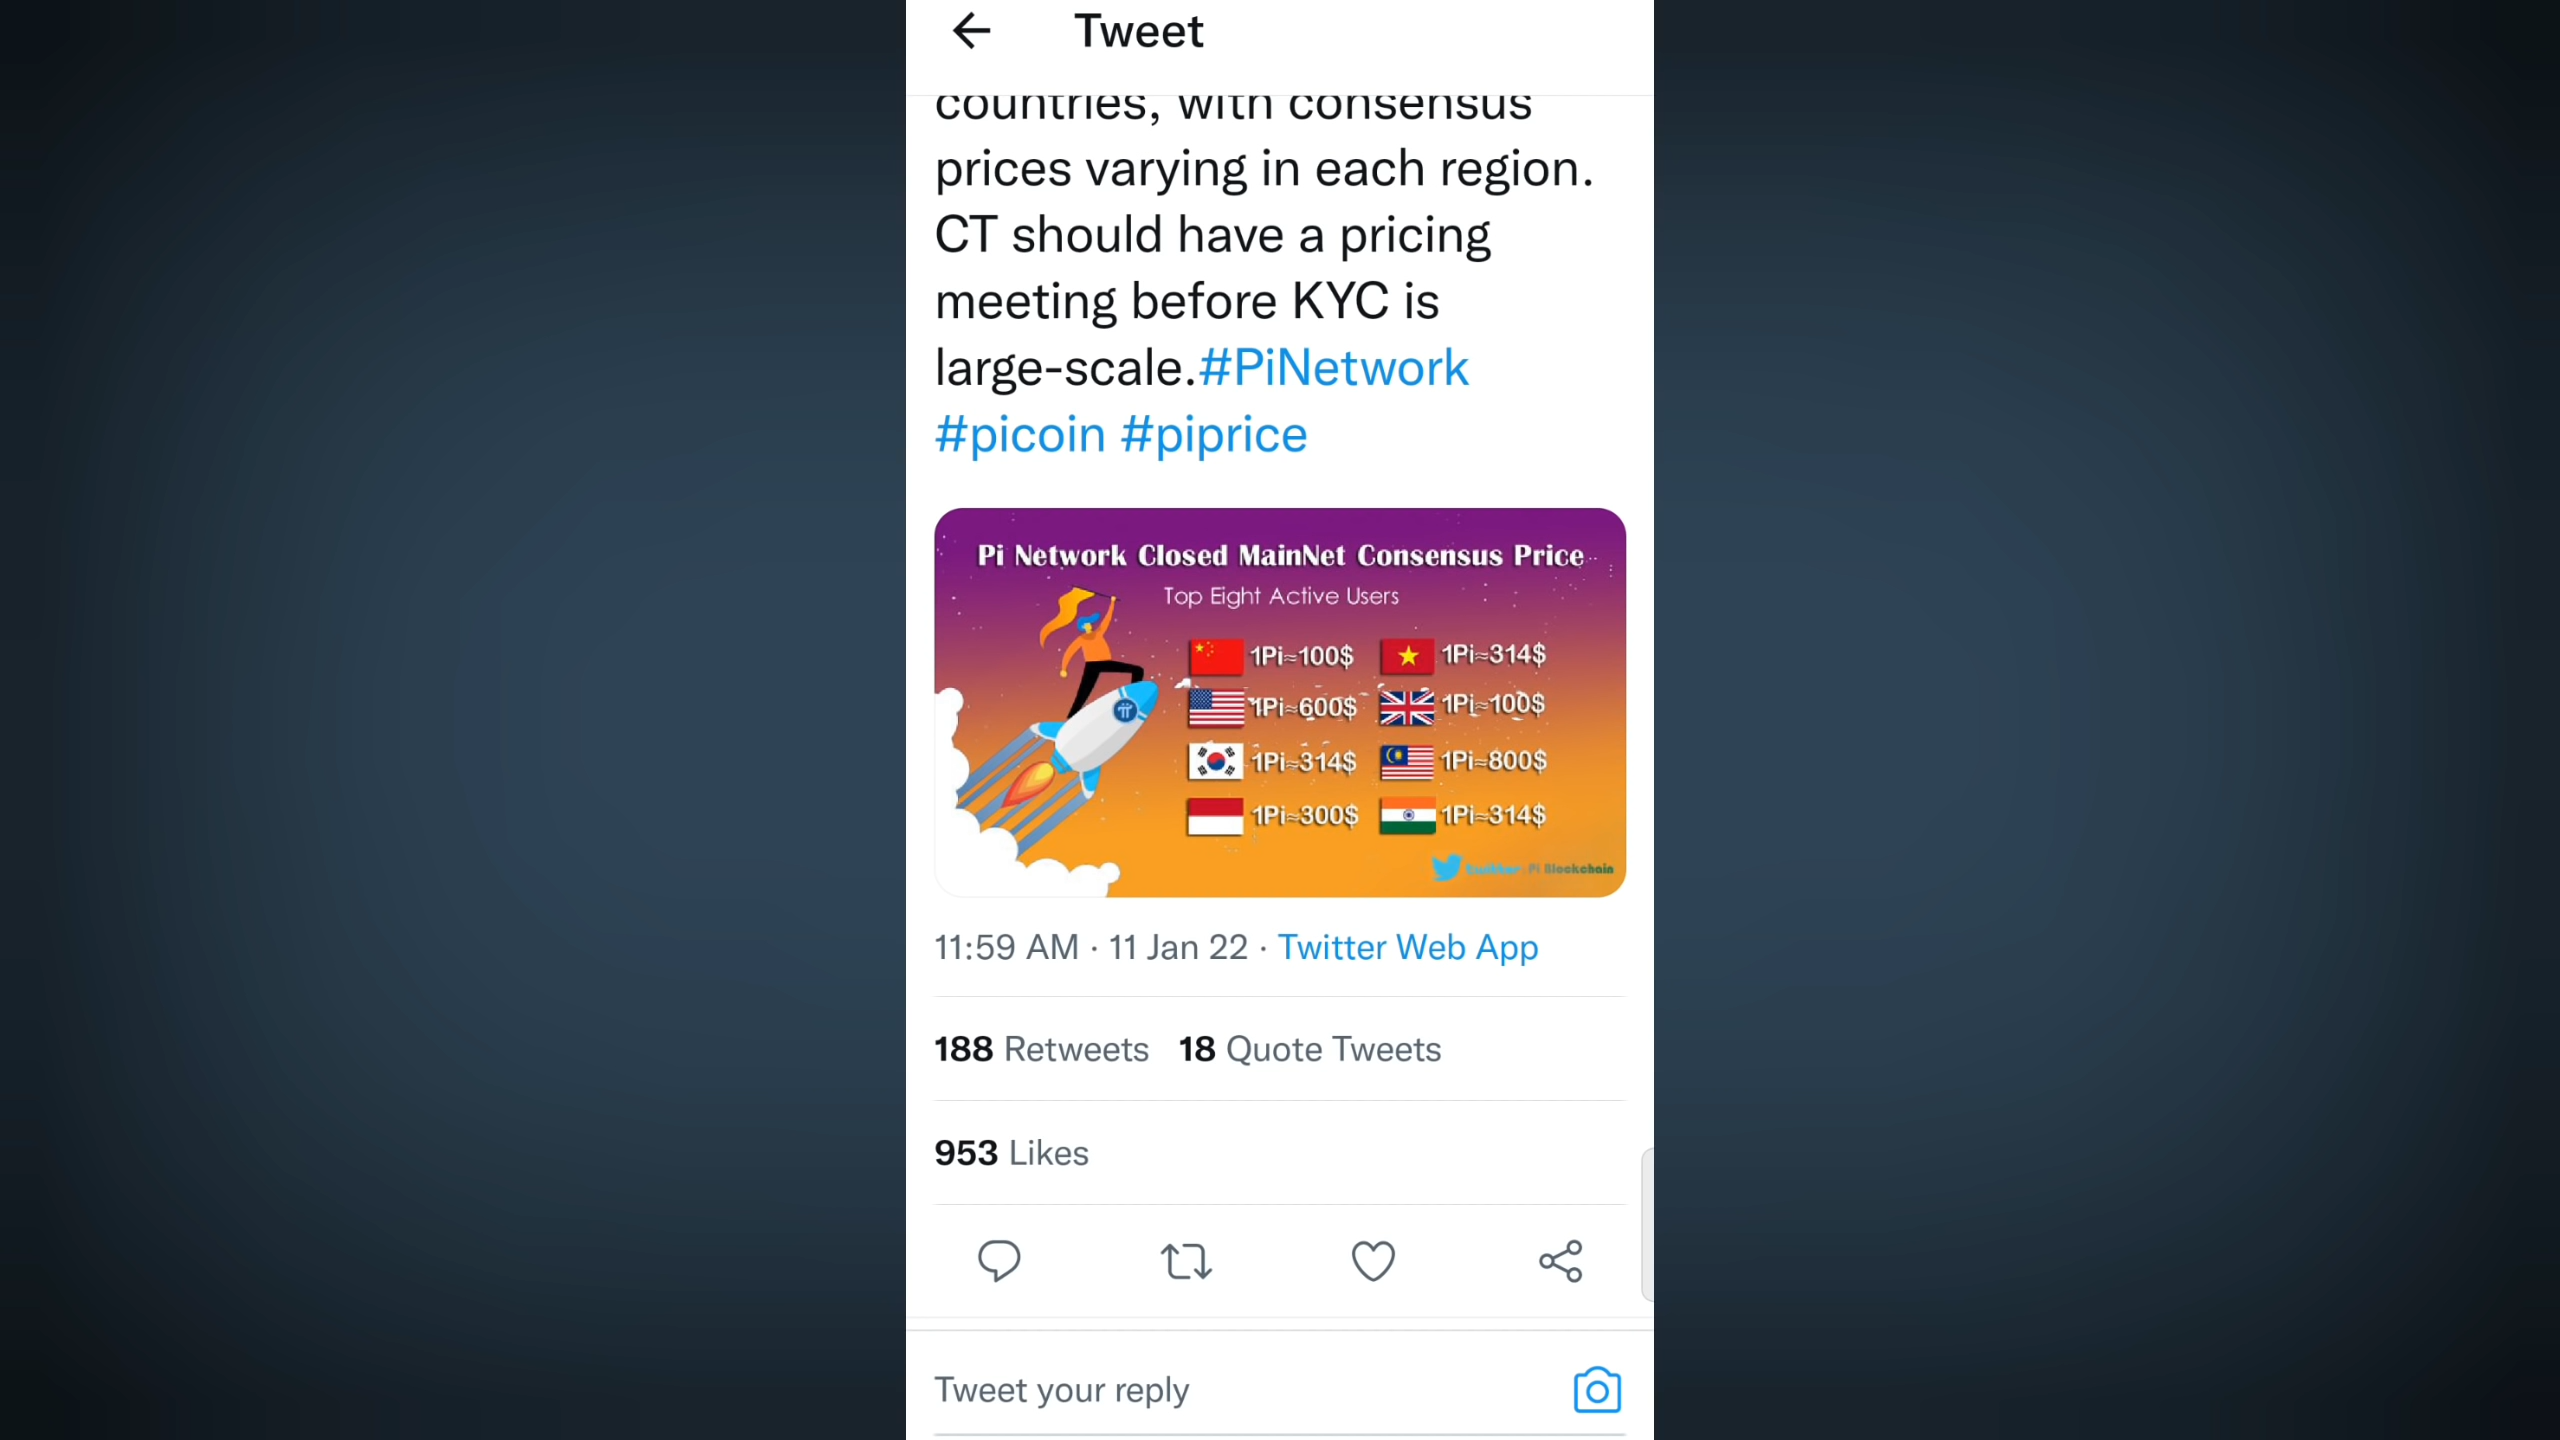 Tweet
countries, with consensus
prices varying in each region.
CT should have a pricing
meeting before KYC is
large-scale.#PiNetwork
#picoin #piprice
Pi Network Closed MainNet Consensus Price
Top Eight Active Users
1Pi≈100$ 1Pi≈314$
1Pi≈600$ 1Pi≈100$
1Pi≈314$ 1Pi≈800$
1Pi≈300$ 1Pi≈314$
Pi Blockchain
11:59 AM · 11 Jan 22 · Twitter Web App
188 Retweets 18 Quote Tweets
953 Likes
Tweet your reply